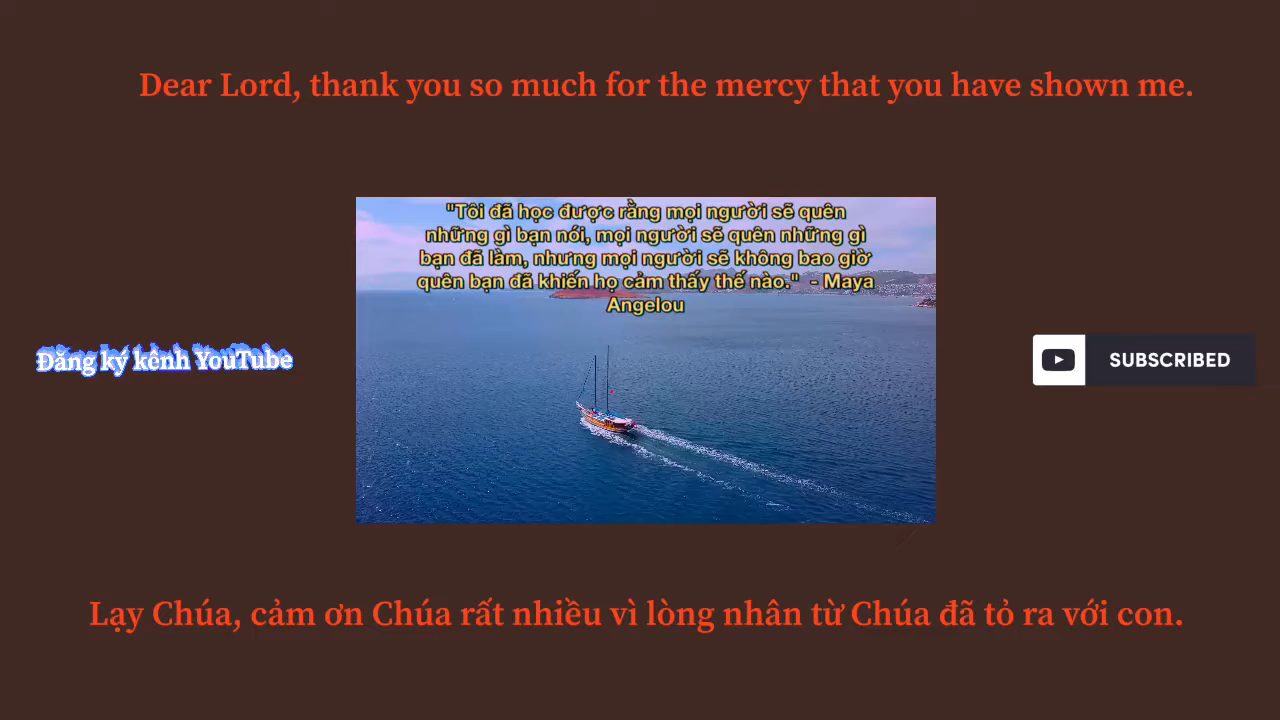 Dear Lord, thank you so much for the mercy that you have shown me.
"Tôi đã học được rằng mọi người sẽ quên
những gì bạn nói, mọi người sẽ quên những gì
bạn đã làm, nhưng mọi người sẽ không bao giờ
quên bạn đã khiến họ cảm thấy thế nào." - Maya
Angelou
Đăng ký kênh YouTube
SUBSCRIBED
Lạy Chúa, cảm ơn Chúa rất nhiều vì lòng nhân từ Chúa đã tỏ ra với con.